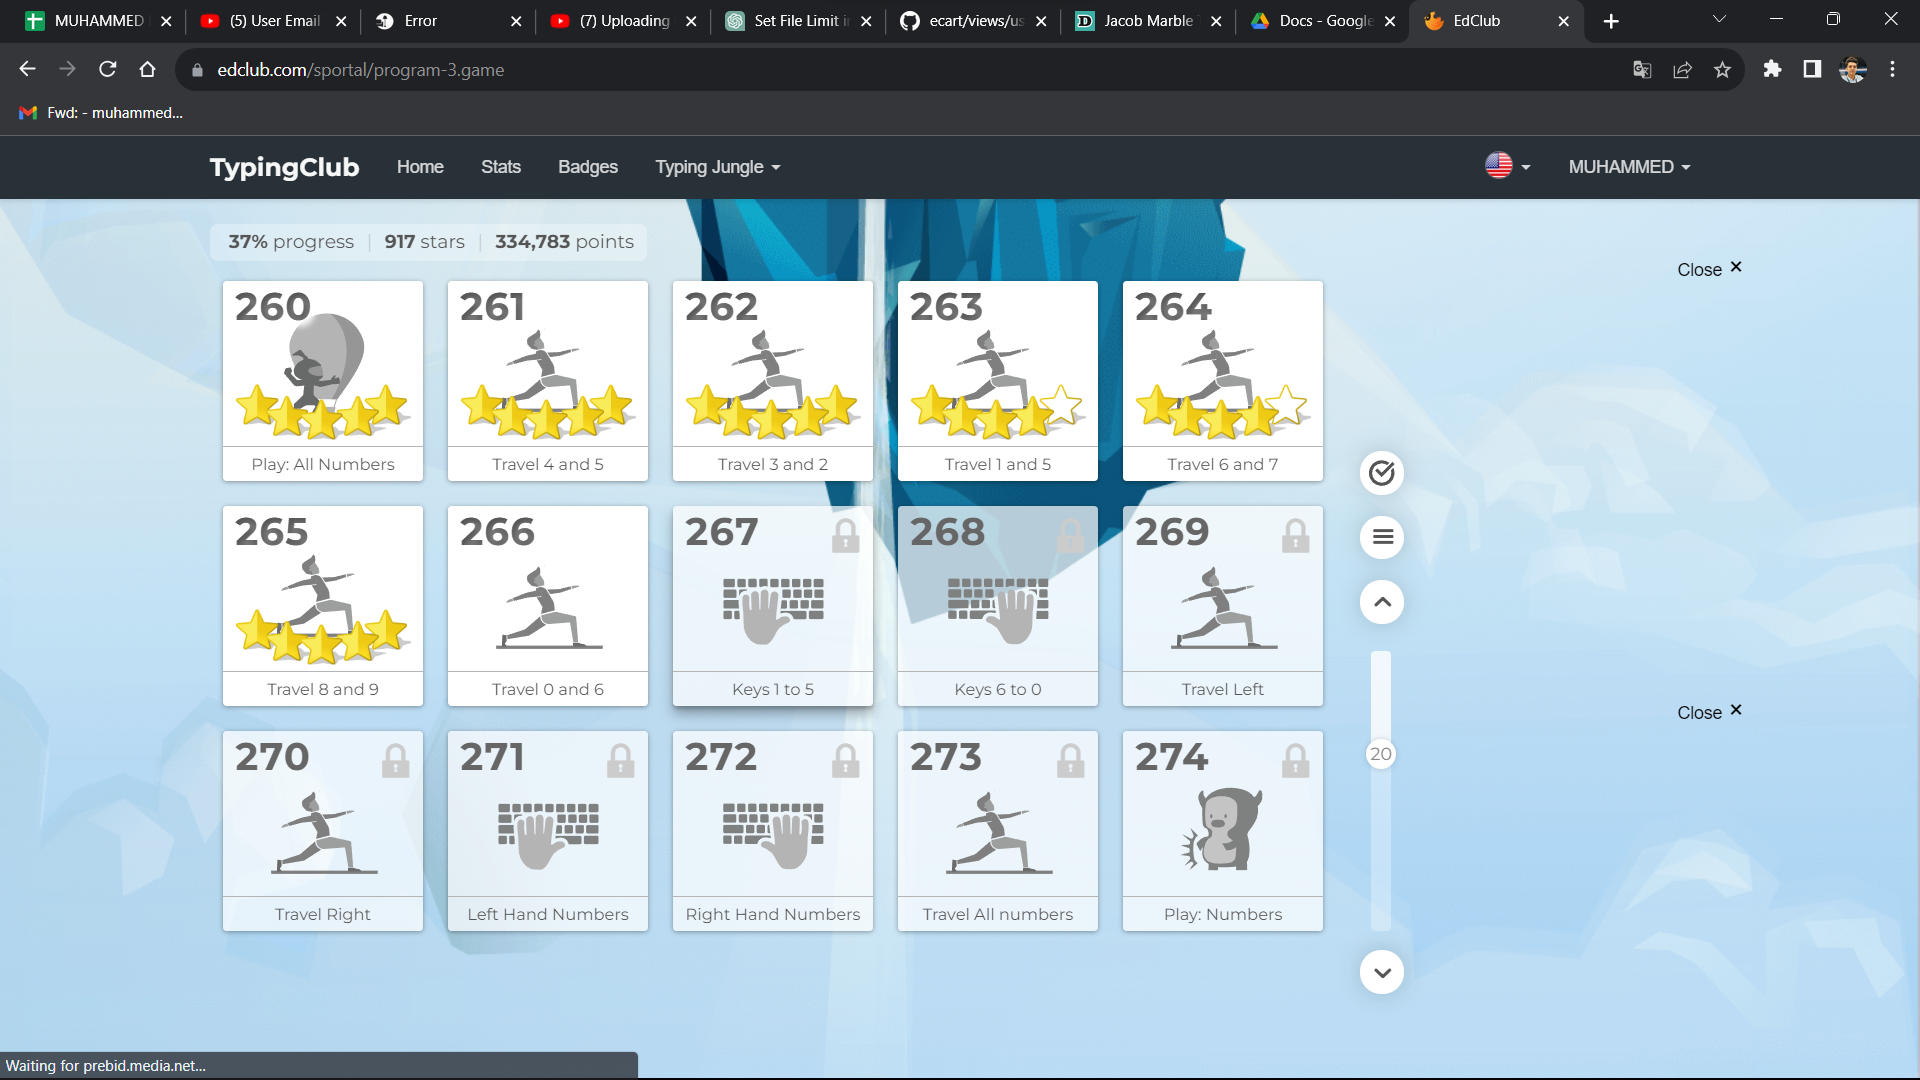 MUHAMMED
(5) User Email
Error
(7) Uploading
Set File Limit i
ecart/views/us
Jacob Marble
Docs - Google
EdClub
edclub.com/sportal/program-3.game
Fwd: - muhammed...
TypingClub Home Stats Badges Typing Jungle MUHAMMED
37% progress 917 stars 334,783 points
Close
260 261 262 263 264
Play: All Numbers Travel 4 and 5 Travel 3 and 2 Travel 1 and 5 Travel 6 and 7
265 266 267 268 269
Travel 8 and 9 Travel 0 and 6 Keys 1 to 5 Keys 6 to 0 Travel Left
Close
270 271 272 273 274
20
Travel Right Left Hand Numbers Right Hand Numbers Travel All numbers Play: Numbers
Waiting for prebid.media.net...